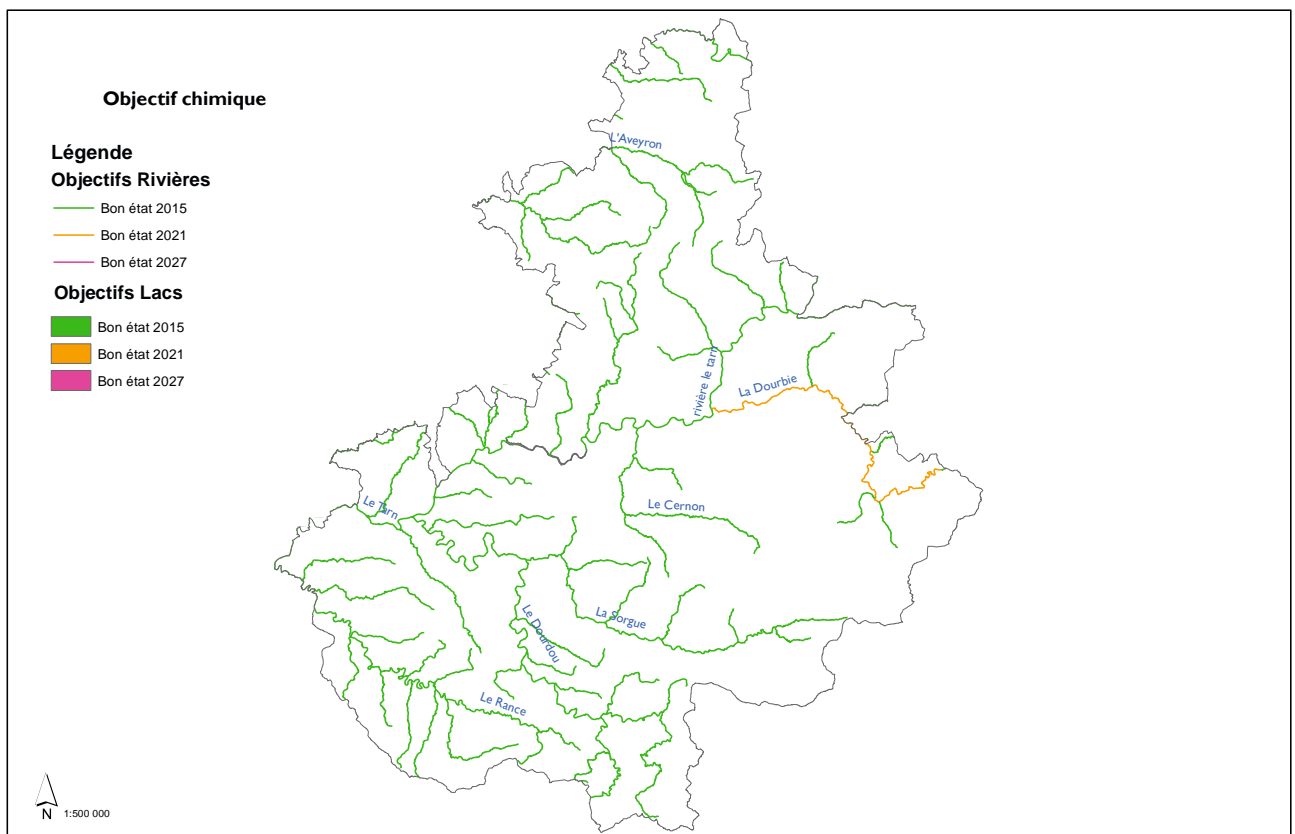 Objectif chimique
Légende
Objectifs Rivières
Bon état 2015
Bon état 2021
Bon état 2027
Objectifs Lacs
Bon état 2015
Bon état 2021
Bon état 2027
L'Aveyron
rivière le tarn
La Dourbie
Le Cernon
Le Tarn
La Sorgue
Le Dourdou
Le Rance
N
1:500 000